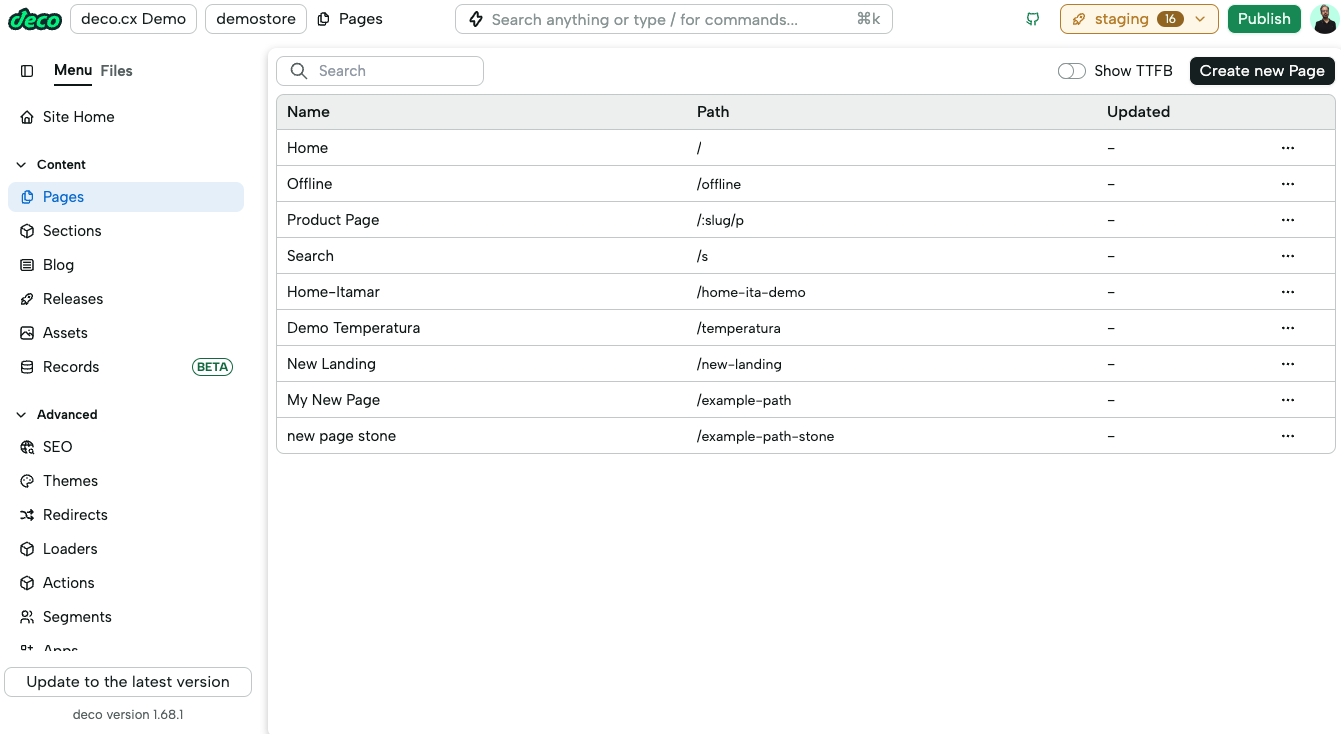 deco deco.cx Demo demostore Pages Search anything or type / for commands... ⌘k staging 16 Publish
Menu Files
Site Home
Content
Pages
Sections
Blog
Releases
Assets
Records BETA
Advanced
SEO
Themes
Redirects
Loaders
Actions
Segments
Apps
Update to the latest version
deco version 1.68.1
Search Show TTFB Create new Page
Name Path Updated
Home / –
Offline /offline –
Product Page /:slug/p –
Search /s –
Home-Itamar /home-ita-demo –
Demo Temperatura /temperatura –
New Landing /new-landing –
My New Page /example-path –
new page stone /example-path-stone –